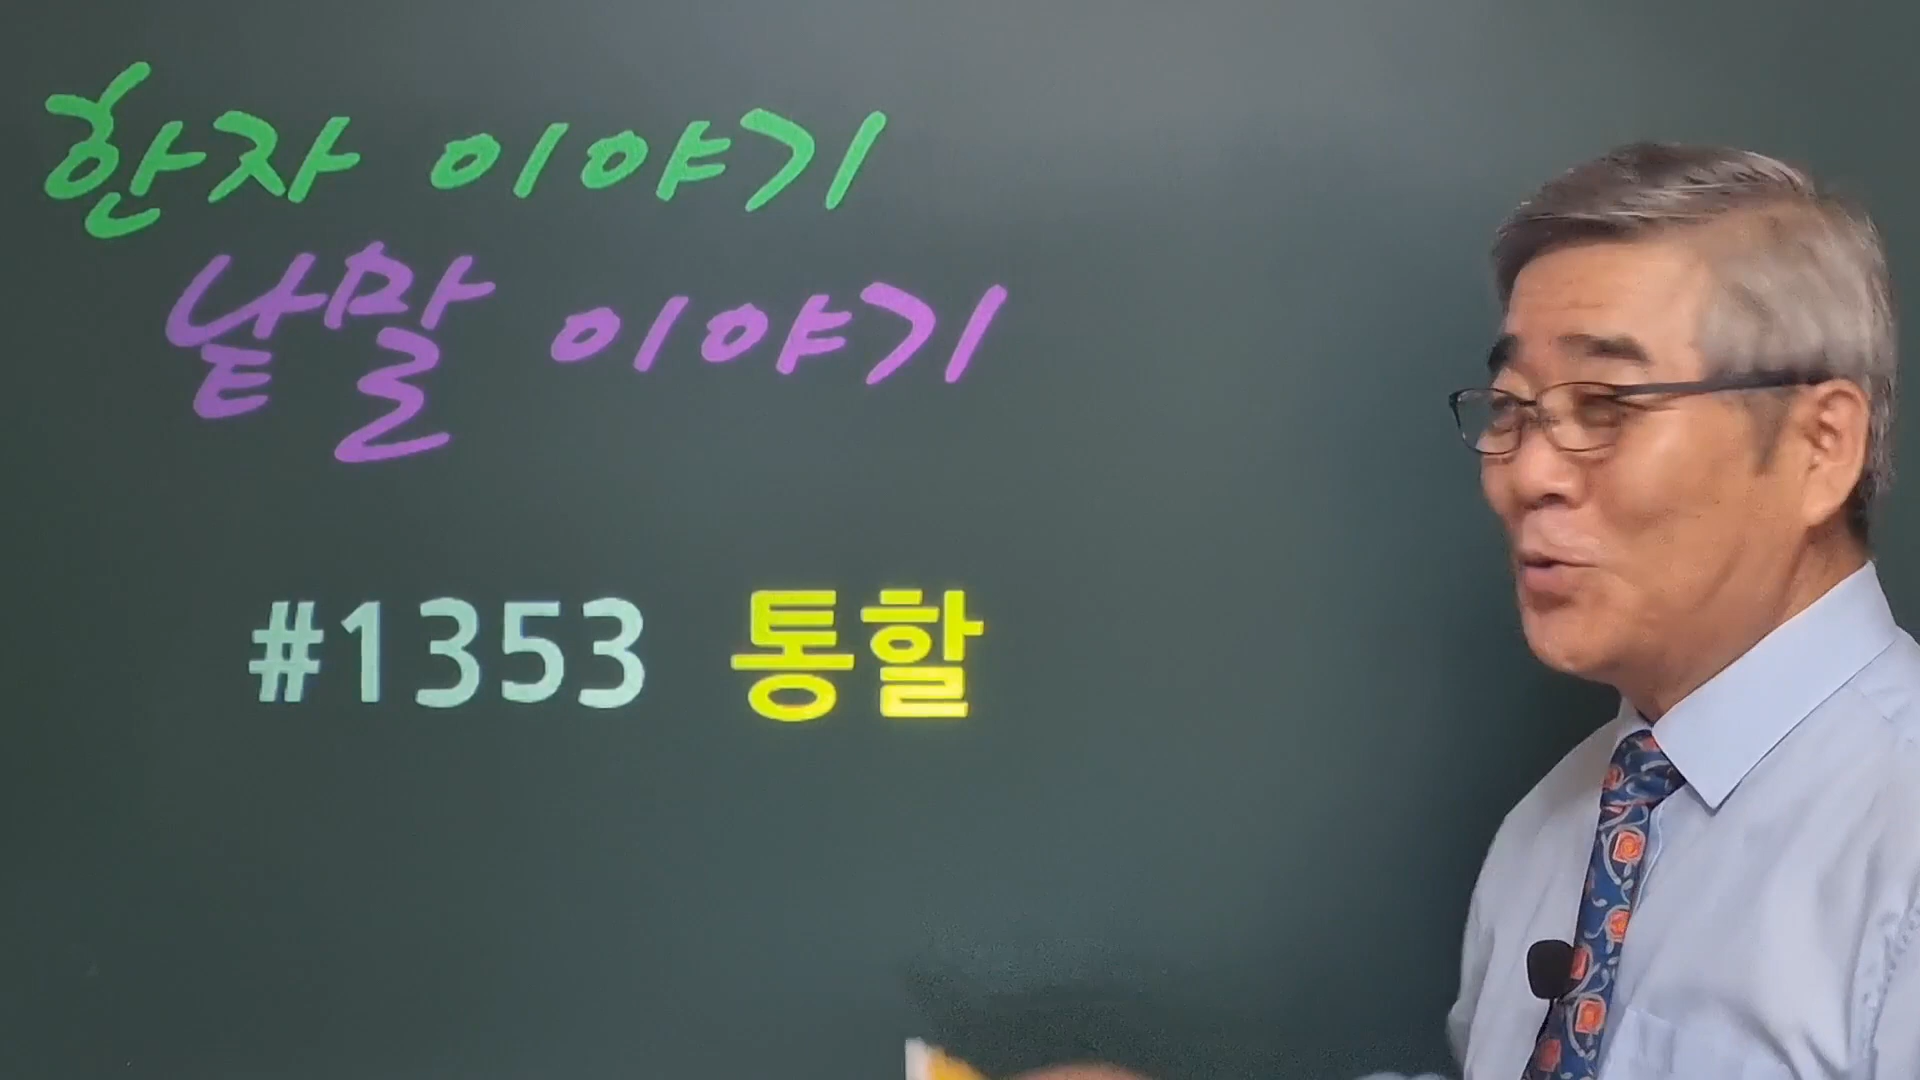 한자 이야기
낱말 이야기
#1353 통할